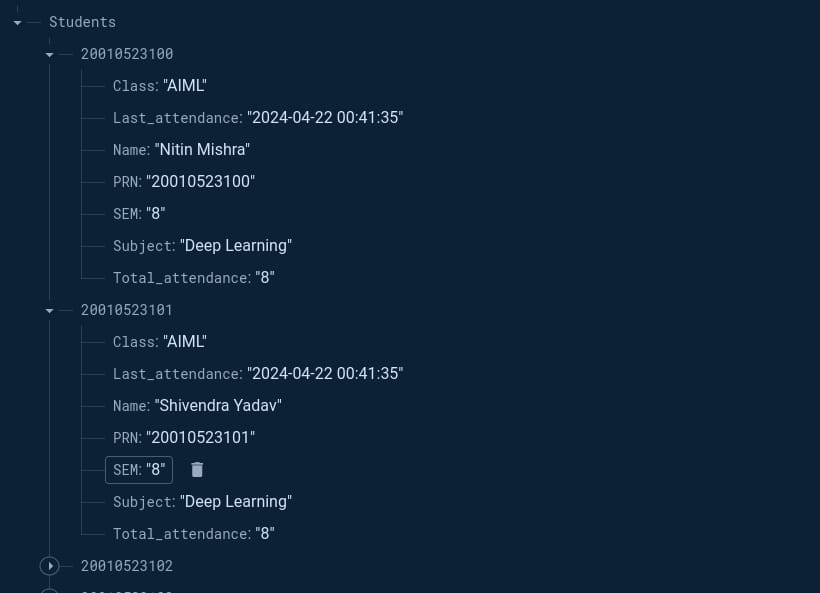 Students
20010523100
Class: "AIML"
Last_attendance: "2024-04-22 00:41:35"
Name: "Nitin Mishra"
PRN: "20010523100"
SEM: "8"
Subject: "Deep Learning"
Total_attendance: "8"
20010523101
Class: "AIML"
Last_attendance: "2024-04-22 00:41:35"
Name: "Shivendra Yadav"
PRN: "20010523101"
SEM: "8"
Subject: "Deep Learning"
Total_attendance: "8"
20010523102